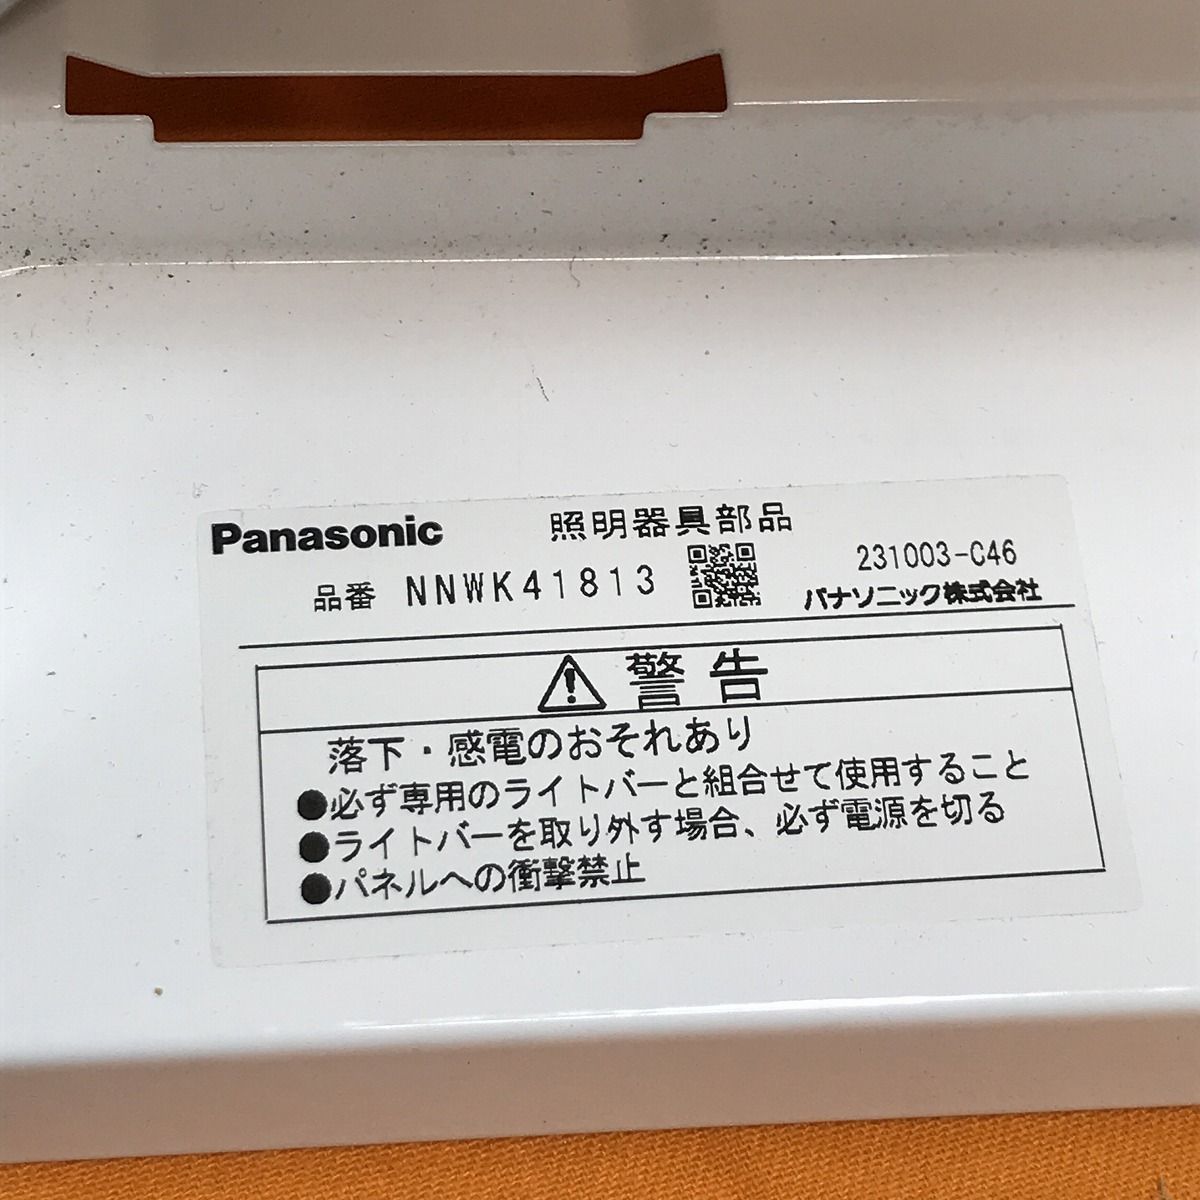 Panasonic 照明器具部品
品番 NNWK41813 231003-C46
パナソニック株式会社
警告
落下・感電のおそれあり
●必ず専用のライトバーと組合せて使用すること
●ライトバーを取り外す場合、必ず電源を切る
●パネルへの衝撃禁止